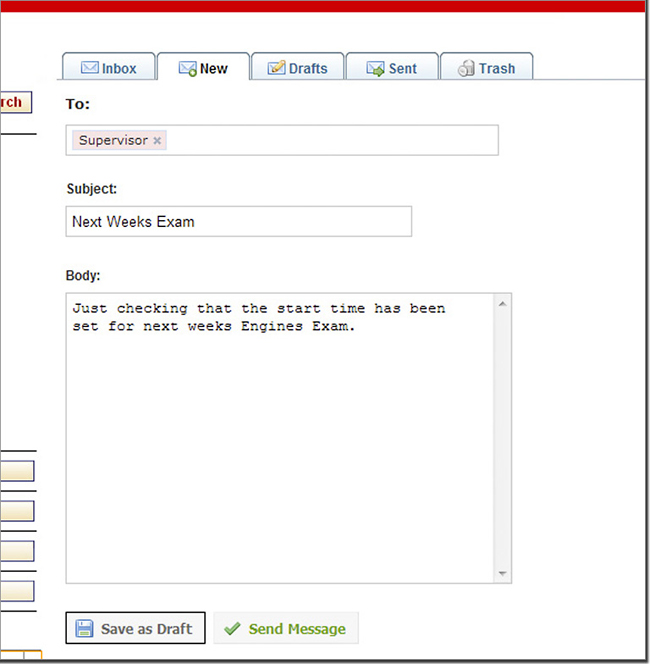 Inbox New Drafts Sent Trash
rch
To:
Supervisor ×
Subject:
Next Weeks Exam
Body:
Just checking that the start time has been
set for next weeks Engines Exam.
Save as Draft Send Message